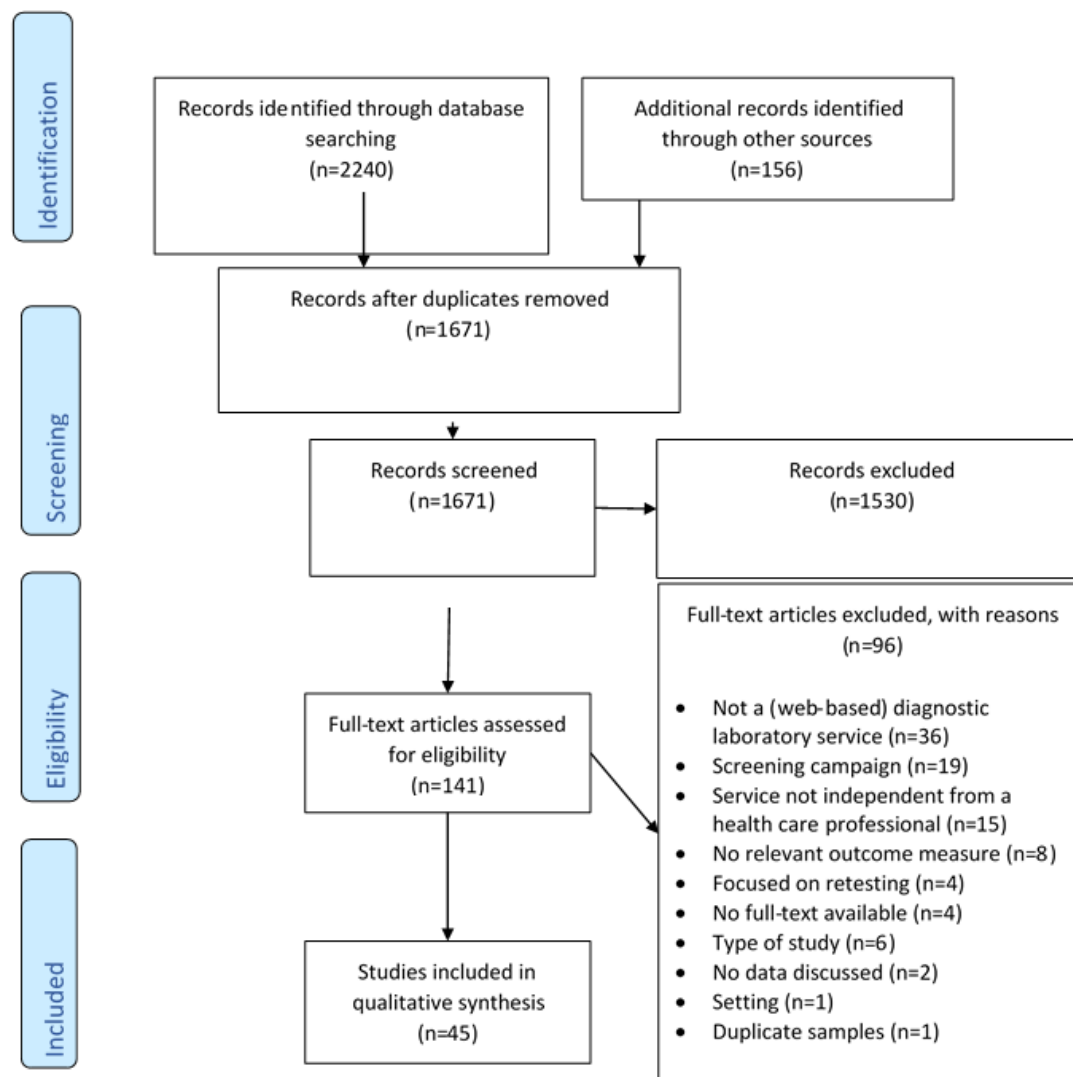 Identification
Records identified through database
searching
(n=2240)
Additional records identified
through other sources
(n=156)
Records after duplicates removed
(n=1671)
Screening
Records screened
(n=1671)
Records excluded
(n=1530)
Eligibility
Full-text articles assessed
for eligibility
(n=141)
Full-text articles excluded, with reasons
(n=96)
• Not a (web-based) diagnostic
laboratory service (n=36)
• Screening campaign (n=19)
• Service not independent from a
health care professional (n=15)
• No relevant outcome measure (n=8)
• Focused on retesting (n=4)
• No full-text available (n=4)
• Type of study (n=6)
• No data discussed (n=2)
• Setting (n=1)
• Duplicate samples (n=1)
Included
Studies included in
qualitative synthesis
(n=45)